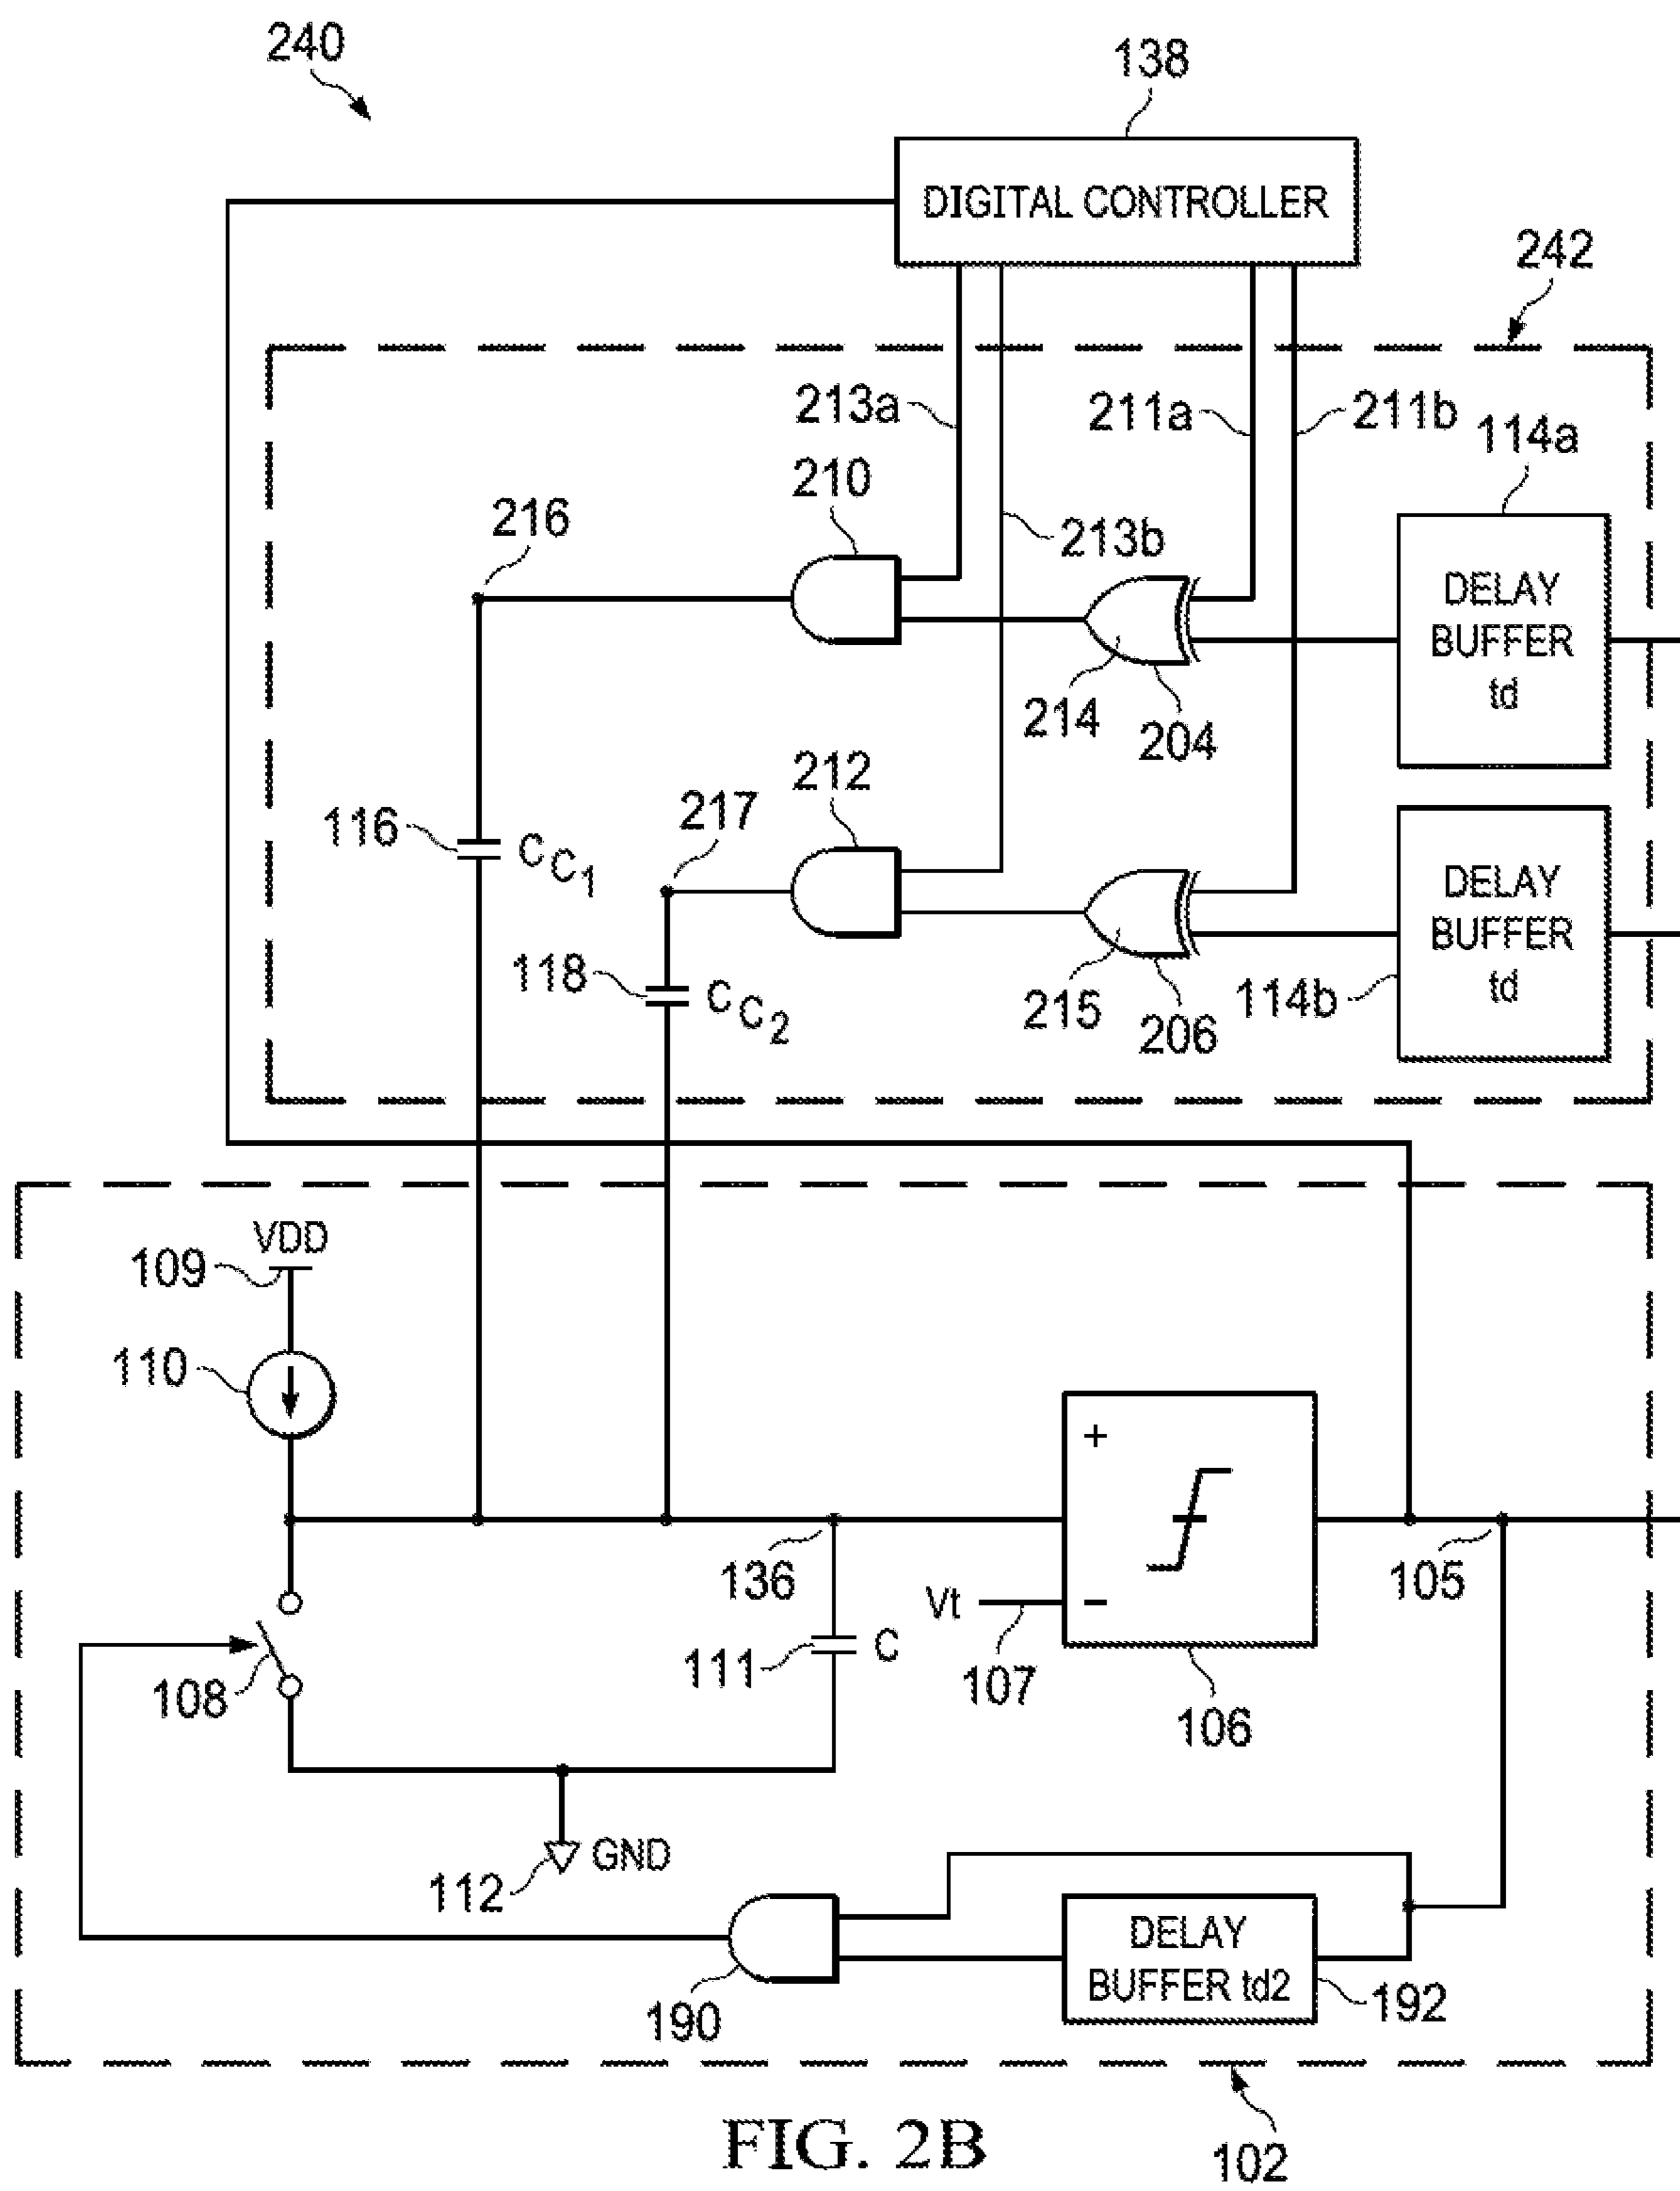 240
138
DIGITAL CONTROLLER
242
213a
211a
211b
114a
210
216
213b
DELAY
BUFFER
td
214
204
212
217
116
CC1
DELAY
BUFFER
td
118
CC2
215
206
114b
VDD
109
110
+
136
105
Vt
-
111
C
107
108
106
GND
112
DELAY
BUFFER td2
192
190
FIG. 2B
102